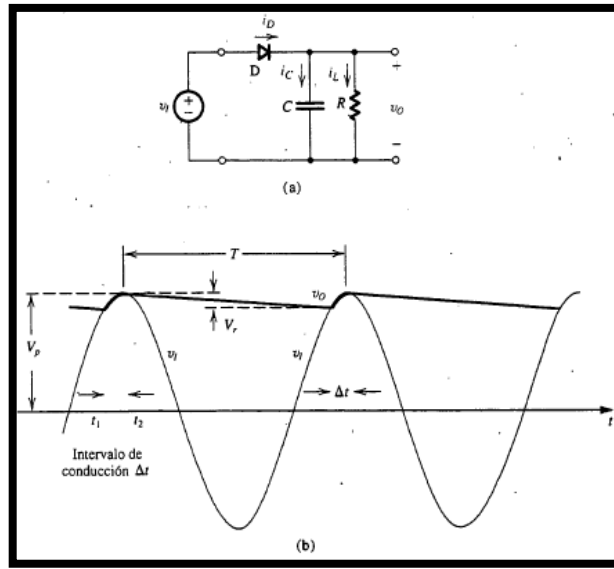 i_D
D
i_C
i_L
v_I
+
−
C
R
+
v_O
−
(a)
T
v_O
V_p
V_r
v_I
v_I
Δt
t_1
t_2
t
Intervalo de
conducción Δt
(b)